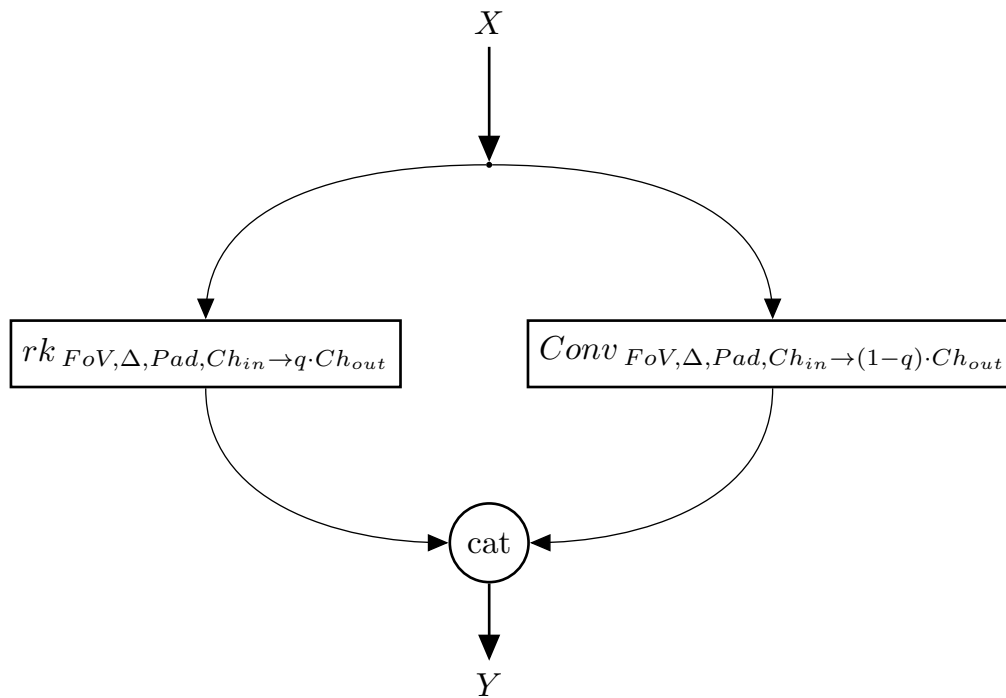 X
rk FoV,Δ,Pad,Ch_in→q·Ch_out
Conv FoV,Δ,Pad,Ch_in→(1−q)·Ch_out
cat
Y